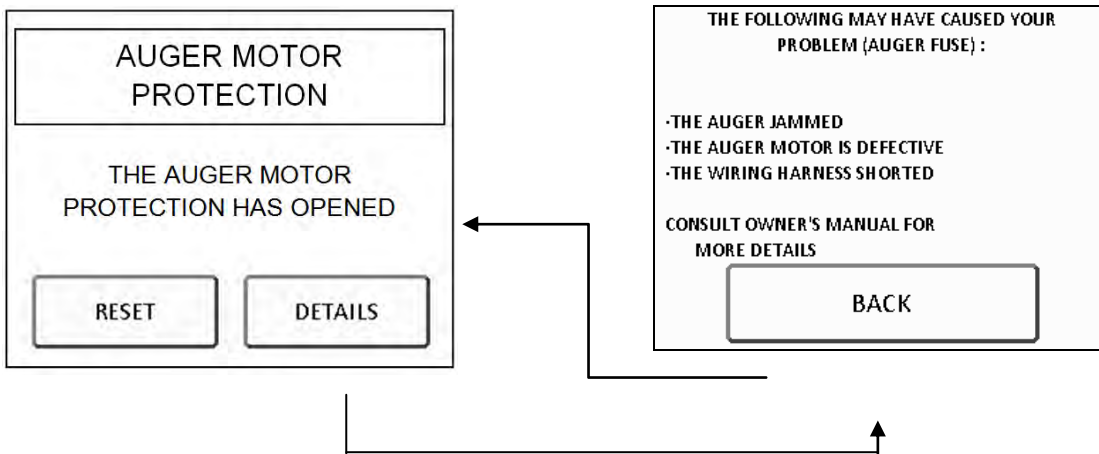 AUGER MOTOR
PROTECTION
THE AUGER MOTOR
PROTECTION HAS OPENED
RESET
DETAILS
THE FOLLOWING MAY HAVE CAUSED YOUR
PROBLEM (AUGER FUSE) :
·THE AUGER JAMMED
·THE AUGER MOTOR IS DEFECTIVE
·THE WIRING HARNESS SHORTED
CONSULT OWNER'S MANUAL FOR
MORE DETAILS
BACK